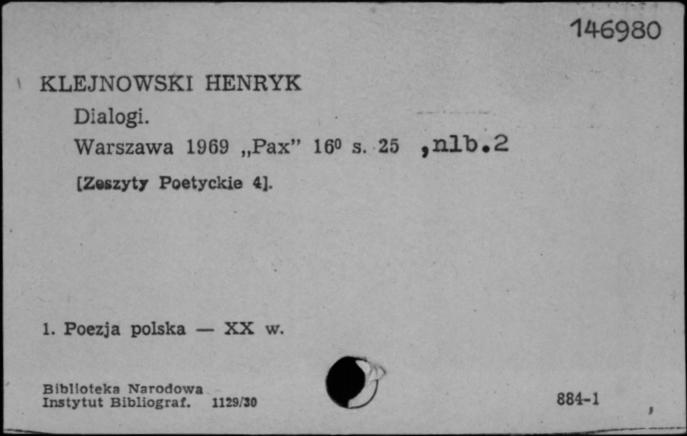 146980
KLEJNOWSKI HENRYK
Dialogi.
Warszawa 1969 „Pax” 16⁰ s. 25 ,nlb.2
[Zeszyty Poetyckie 4].
1. Poezja polska — XX w.
Biblioteka Narodowa
Instytut Bibliograf. 1129/30
884-1